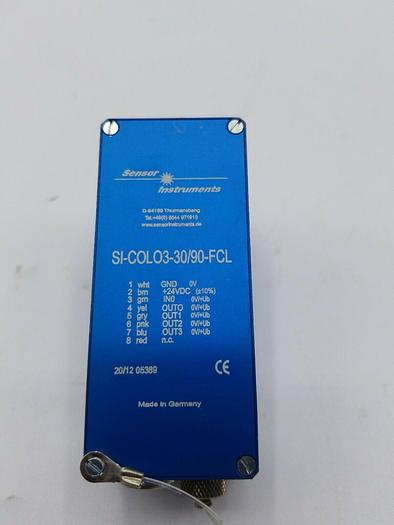 Sensor
Instruments
D-94169 Thurmansbang
Tel.+49(0) 8544 971910
www.sensorinstruments.de
SI-COLO3-30/90-FCL
1 wht GND 0V
2 brn +24VDC (±10%)
3 grn IN0 0V/+Ub
4 yel OUT0 0V/+Ub
5 gry OUT1 0V/+Ub
6 pnk OUT2 0V/+Ub
7 blu OUT3 0V/+Ub
8 red n.c.
20/12 05389 CE
Made in Germany